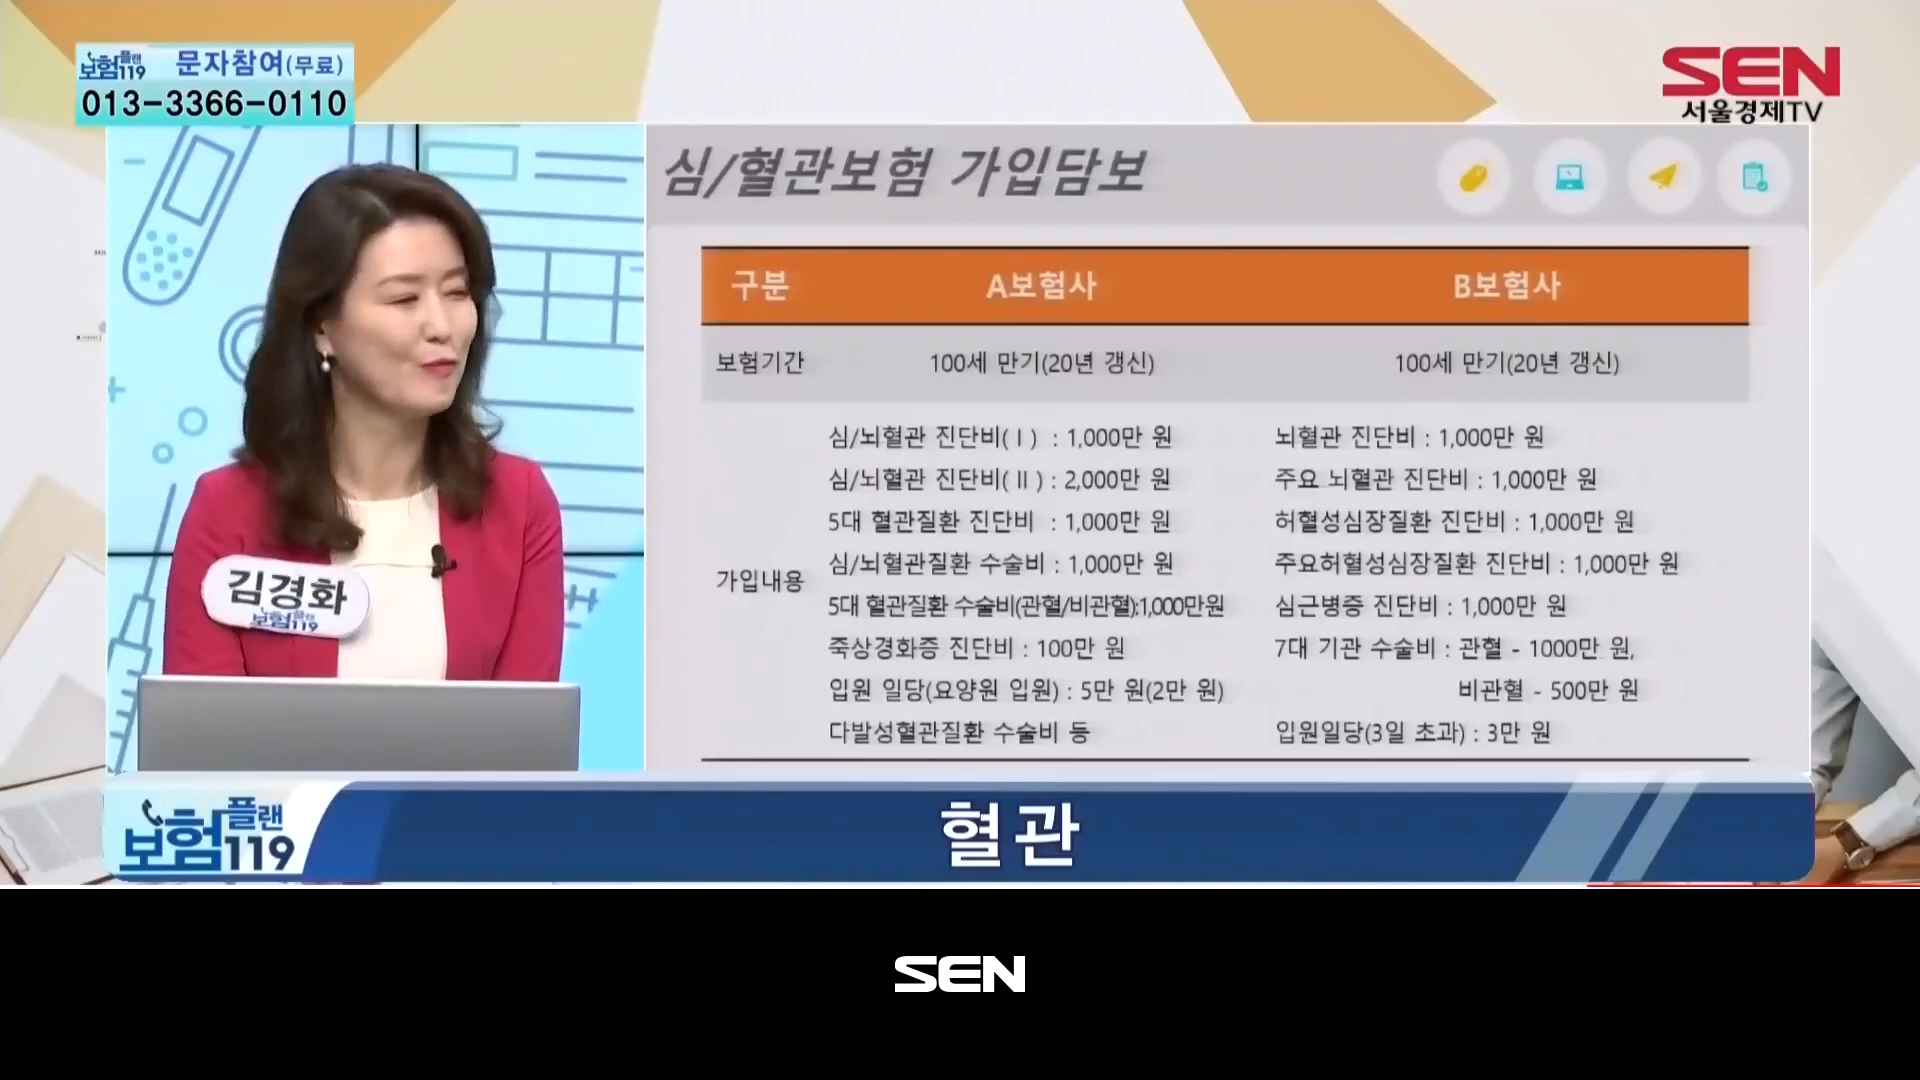 보험플랜119 문자참여(무료)
013-3366-0110
SEN
서울경제TV
심/혈관보험 가입담보
구분 A보험사 B보험사
보험기간 100세 만기(20년 갱신) 100세 만기(20년 갱신)
가입내용
심/뇌혈관 진단비(Ⅰ) : 1,000만 원
심/뇌혈관 진단비(Ⅱ) : 2,000만 원
5대 혈관질환 진단비 : 1,000만 원
심/뇌혈관질환 수술비 : 1,000만 원
5대 혈관질환 수술비(관혈/비관혈):1,000만원
죽상경화증 진단비 : 100만 원
입원 일당(요양원 입원) : 5만 원(2만 원)
다발성혈관질환 수술비 등
뇌혈관 진단비 : 1,000만 원
주요 뇌혈관 진단비 : 1,000만 원
허혈성심장질환 진단비 : 1,000만 원
주요허혈성심장질환 진단비 : 1,000만 원
심근병증 진단비 : 1,000만 원
7대 기관 수술비 : 관혈 - 1000만 원,
비관혈 - 500만 원
입원일당(3일 초과) : 3만 원
김경화
보험플랜119
보험플랜119
혈관
SEN